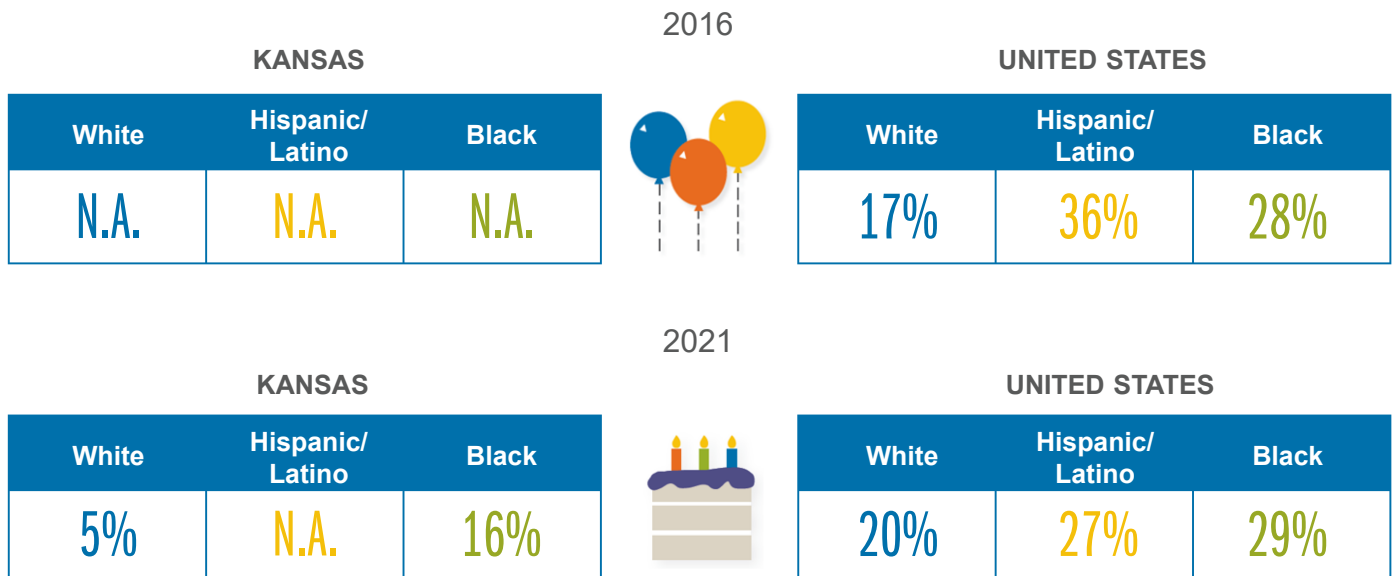 2016
KANSAS
White
Hispanic/
Latino
Black
N.A.
N.A.
N.A.
UNITED STATES
White
Hispanic/
Latino
Black
17%
36%
28%
2021
KANSAS
White
Hispanic/
Latino
Black
5%
N.A.
16%
UNITED STATES
White
Hispanic/
Latino
Black
20%
27%
29%